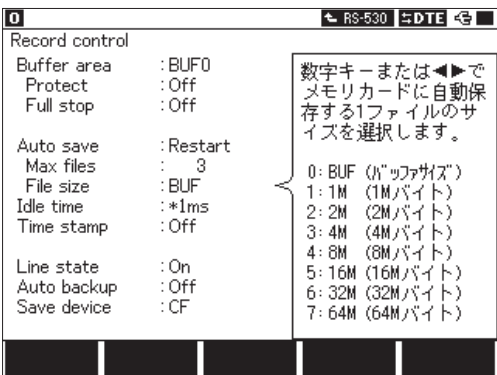 0 RS-530 DTE
Record control
Buffer area :BUF0
Protect :Off
Full stop :Off
Auto save :Restart
Max files : 3
File size :BUF
Idle time :*1ms
Time stamp :Off
Line state :On
Auto backup :Off
Save device :CF
数字キーまたは◀▶で
メモリカードに自動保
存する1ファイルのサ
イズを選択します。
0: BUF (ﾊﾞｯﾌｧｻｲｽﾞ)
1: 1M (1Mバイト)
2: 2M (2Mバイト)
3: 4M (4Mバイト)
4: 8M (8Mバイト)
5: 16M (16Mバイト)
6: 32M (32Mバイト)
7: 64M (64Mバイト)